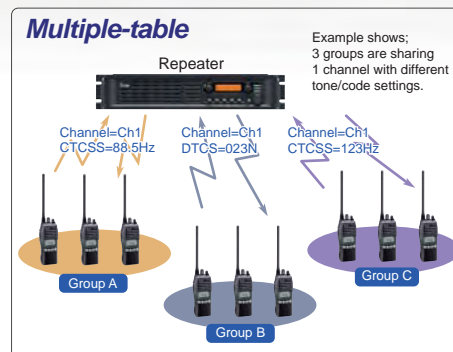 Multiple-table
Example shows;
3 groups are sharing
1 channel with different
tone/code settings.
Repeater
Channel=Ch1
CTCSS=88.5Hz
Channel=Ch1
DTCS=023N
Channel=Ch1
CTCSS=123Hz
Group A
Group B
Group C